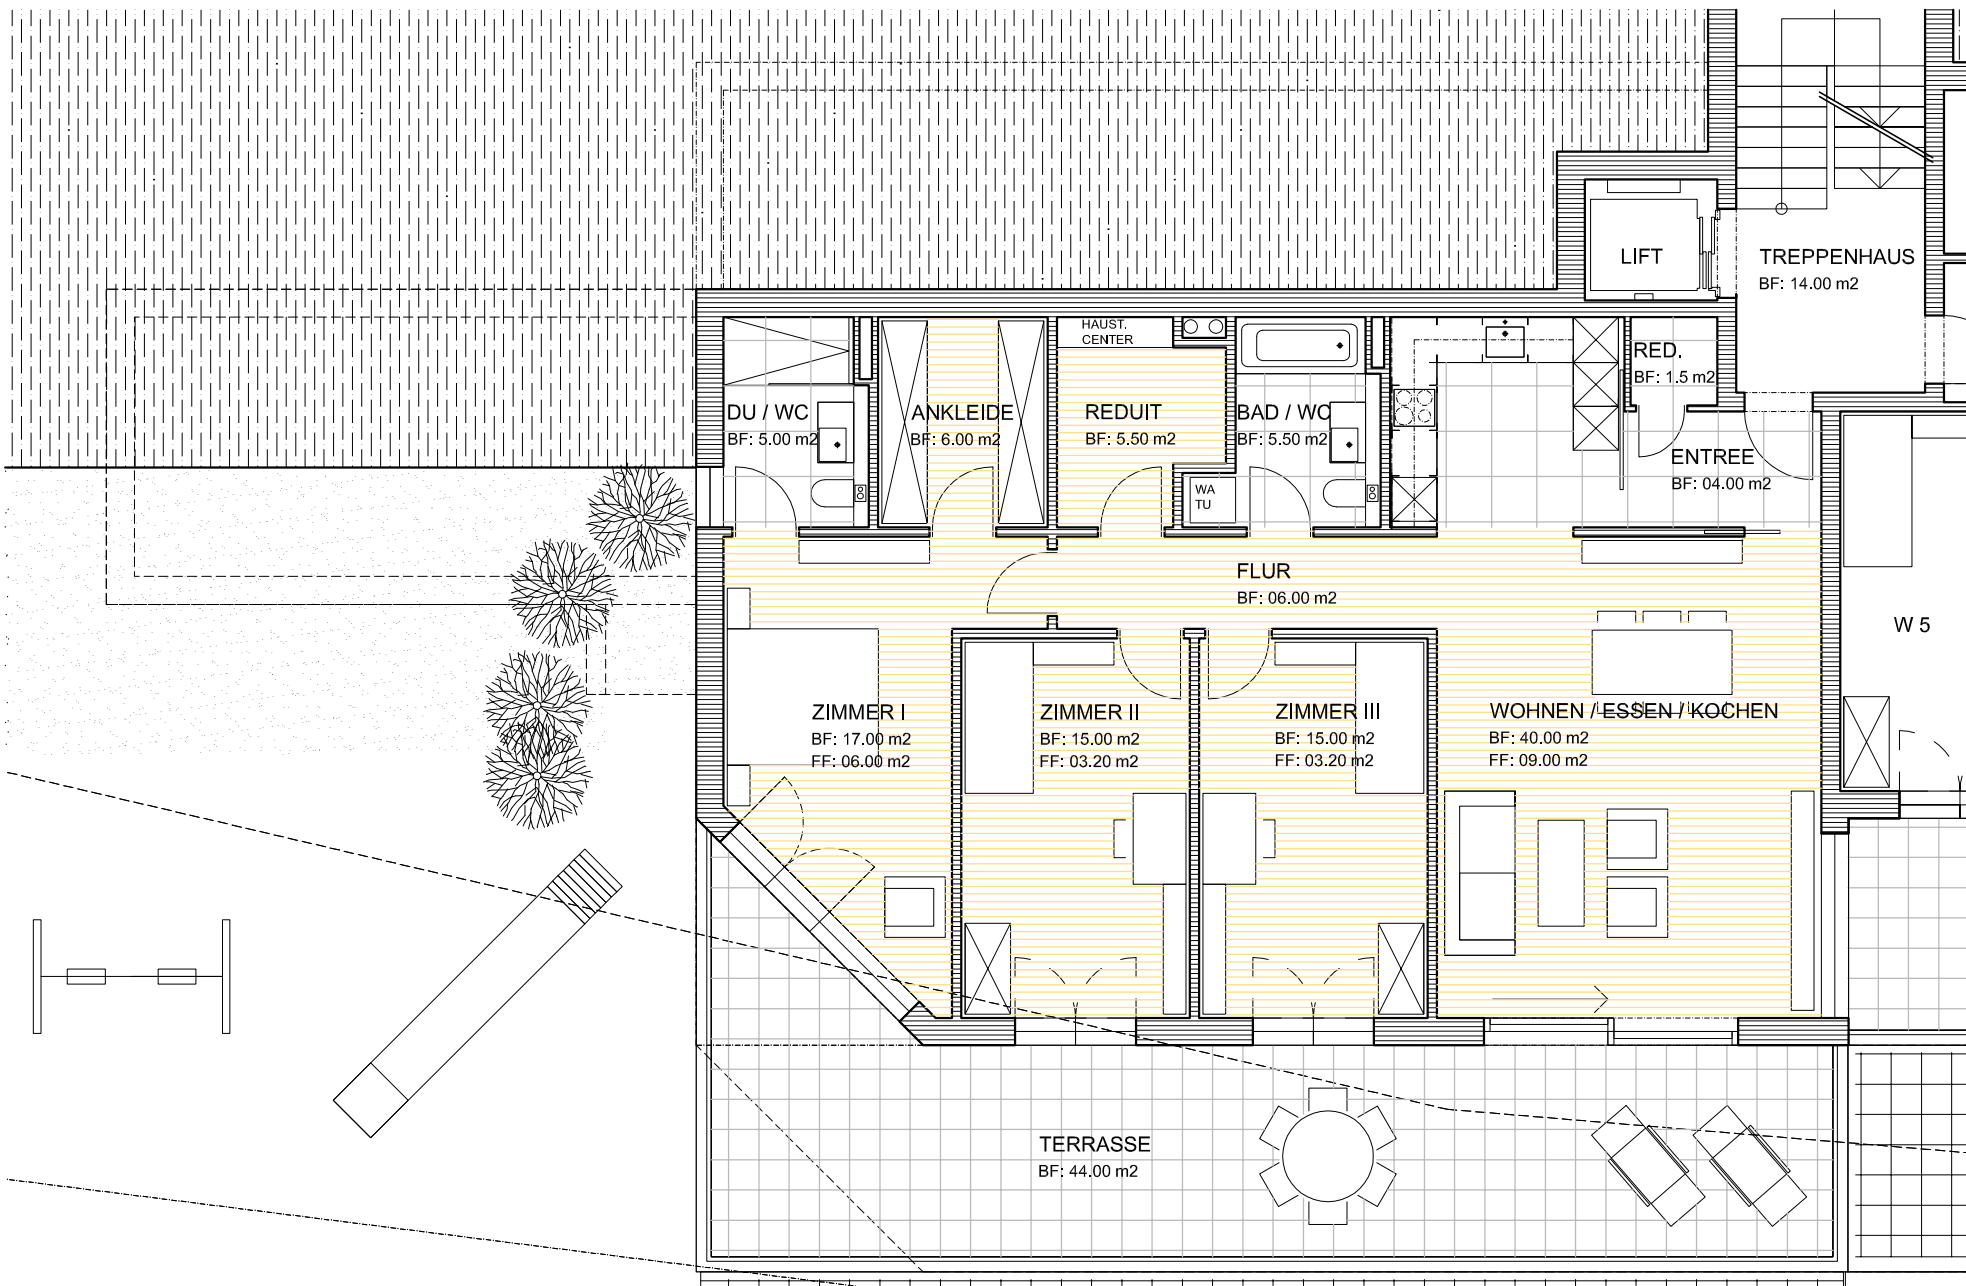 LIFT
TREPPENHAUS
BF: 14.00 m2
HAUST.
CENTER
RED.
BF: 1.5 m2
DU / WC
BF: 5.00 m2
ANKLEIDE
BF: 6.00 m2
REDUIT
BF: 5.50 m2
BAD / WC
BF: 5.50 m2
ENTREE
BF: 04.00 m2
WA
TU
FLUR
BF: 06.00 m2
W 5
ZIMMER I
BF: 17.00 m2
FF: 06.00 m2
ZIMMER II
BF: 15.00 m2
FF: 03.20 m2
ZIMMER III
BF: 15.00 m2
FF: 03.20 m2
WOHNEN / ESSEN / KOCHEN
BF: 40.00 m2
FF: 09.00 m2
TERRASSE
BF: 44.00 m2